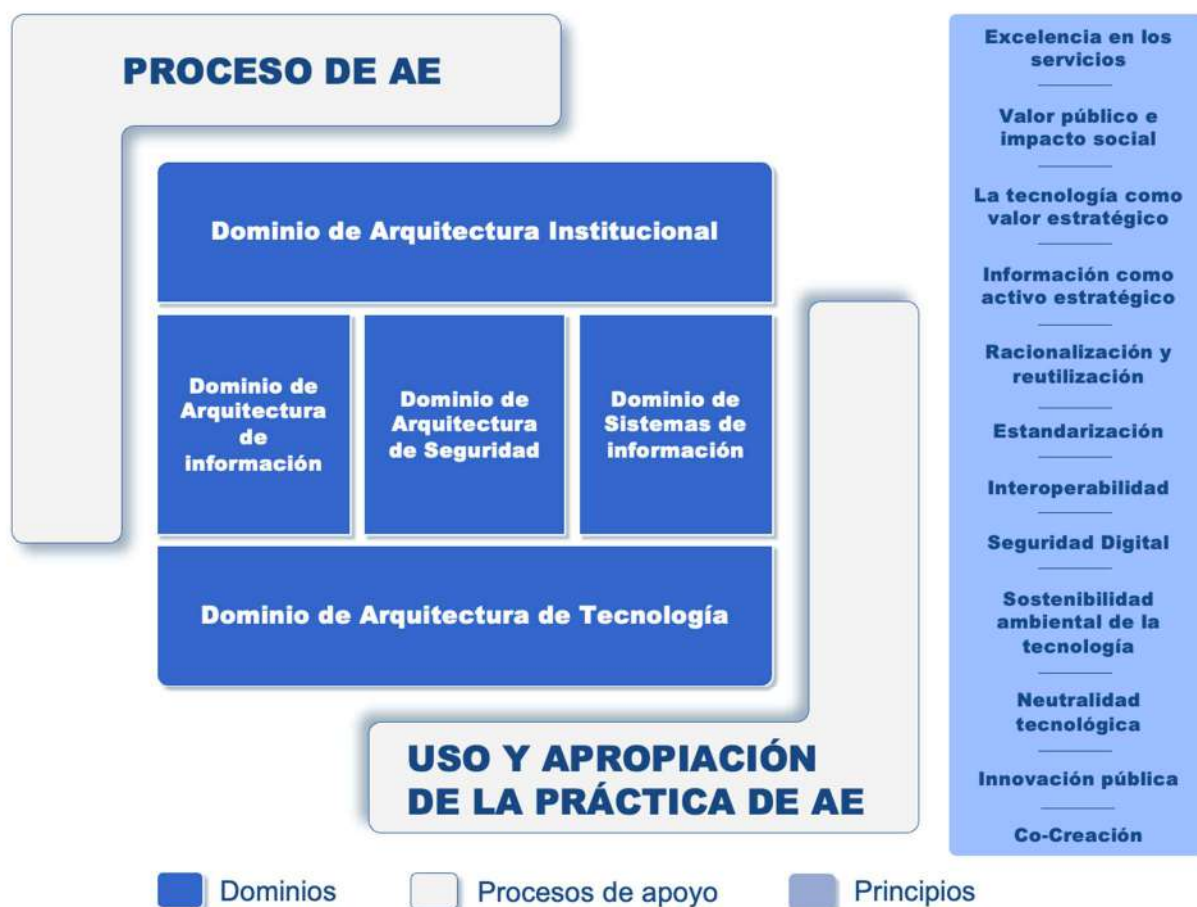 PROCESO DE AE
Dominio de Arquitectura Institucional
Dominio de
Arquitectura
de
información
Dominio de
Arquitectura
de Seguridad
Dominio de
Sistemas de
información
Dominio de Arquitectura de Tecnología
USO Y APROPIACIÓN
DE LA PRÁCTICA DE AE
Excelencia en los
servicios
Valor público e
impacto social
La tecnología como
valor estratégico
Información como
activo estratégico
Racionalización y
reutilización
Estandarización
Interoperabilidad
Seguridad Digital
Sostenibilidad
ambiental de la
tecnología
Neutralidad
tecnológica
Innovación pública
Co-Creación
Dominios
Procesos de apoyo
Principios